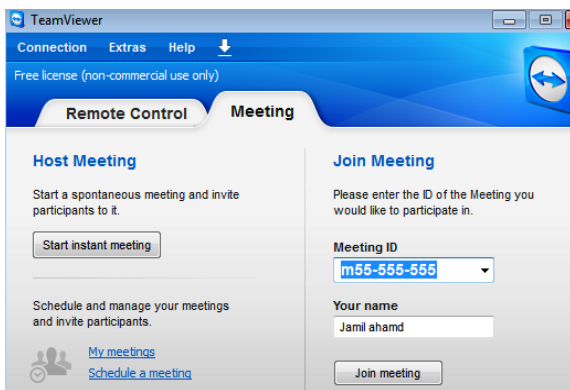 TeamViewer
Connection Extras Help
Free license (non-commercial use only)
Remote Control Meeting
Host Meeting
Start a spontaneous meeting and invite
participants to it.
Start instant meeting
Schedule and manage your meetings
and invite participants.
My meetings
Schedule a meeting
Join Meeting
Please enter the ID of the Meeting you
would like to participate in.
Meeting ID
m55-555-555
Your name
Jamil ahamd
Join meeting